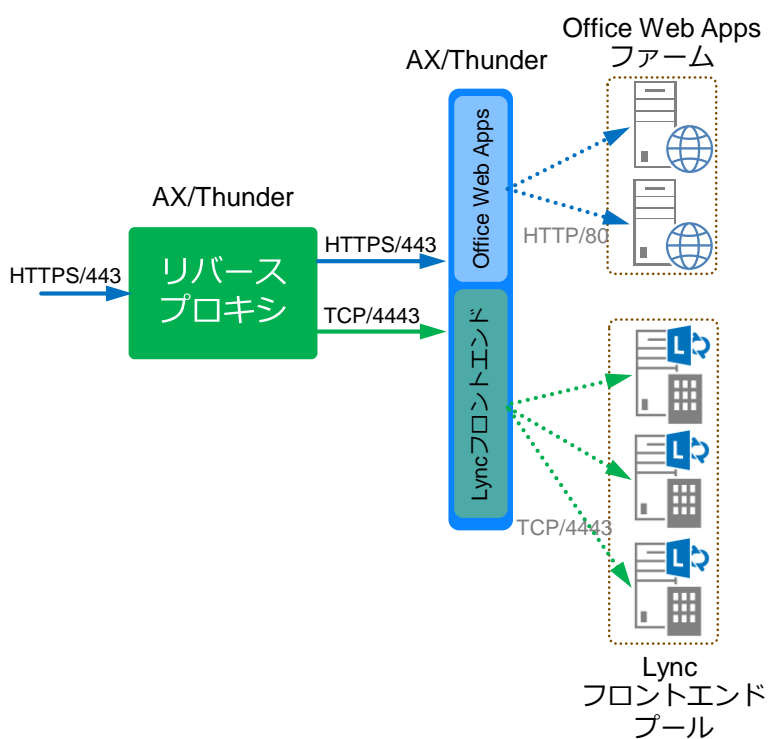 Office Web Apps
ファーム
AX/Thunder
Office Web Apps
HTTP/80
AX/Thunder
HTTPS/443
リバース
プロキシ
HTTPS/443
TCP/4443
Lyncフロントエンド
TCP/4443
L
L
L
Lync
フロントエンド
プール